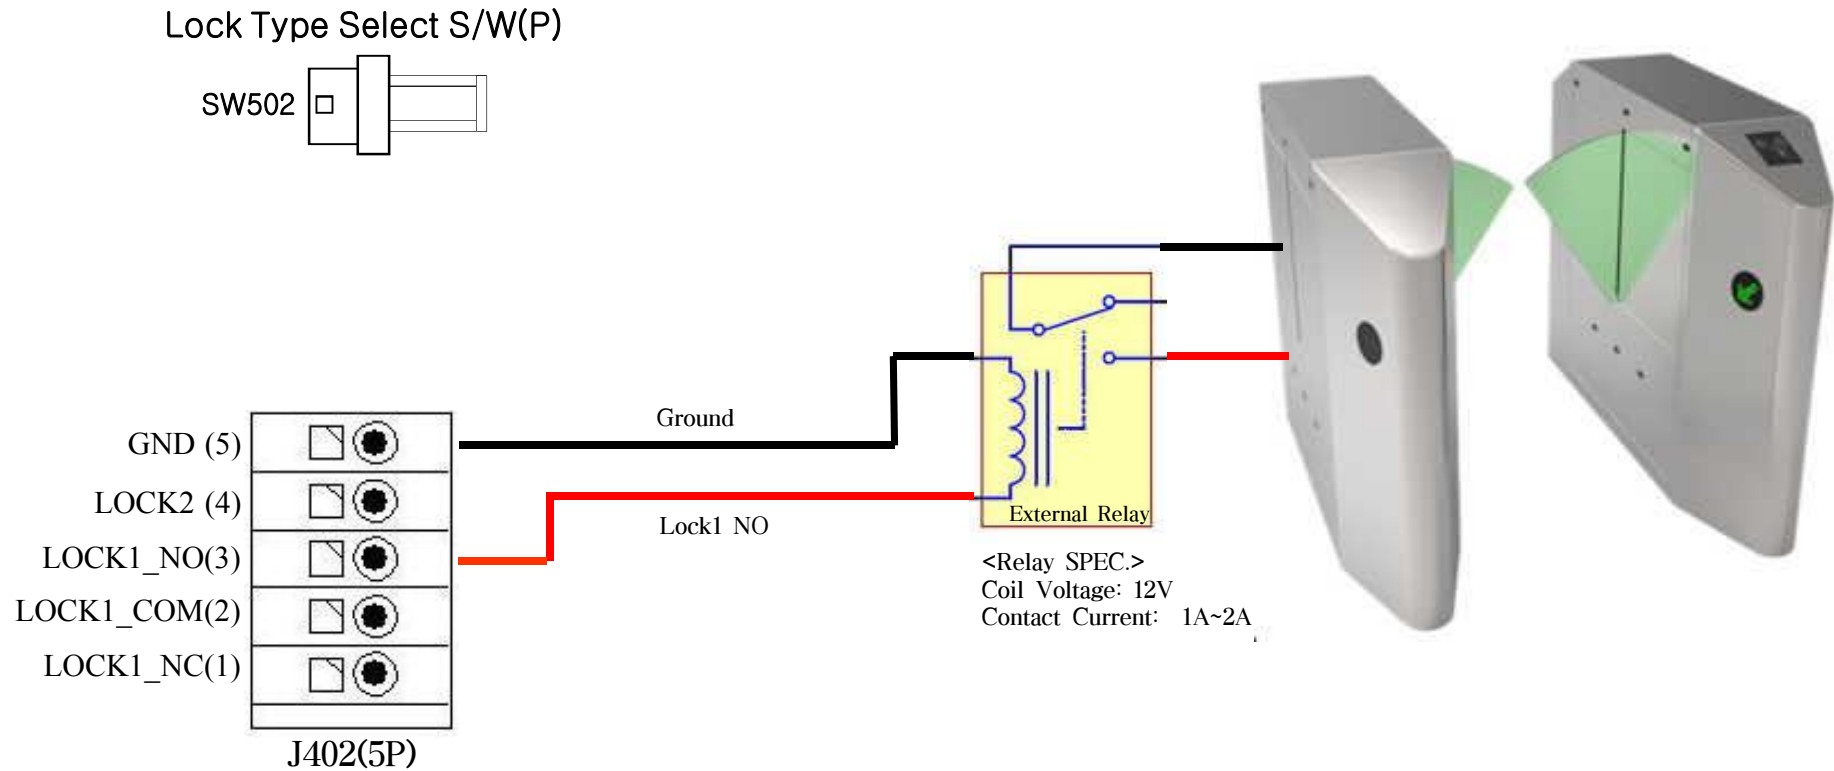 Lock Type Select S/W(P)
SW502
Ground
GND (5)
LOCK2 (4)
Lock1 NO
LOCK1_NO(3)
LOCK1_COM(2)
LOCK1_NC(1)
J402(5P)
External Relay
<Relay SPEC.>
Coil Voltage: 12V
Contact Current: 1A~2A